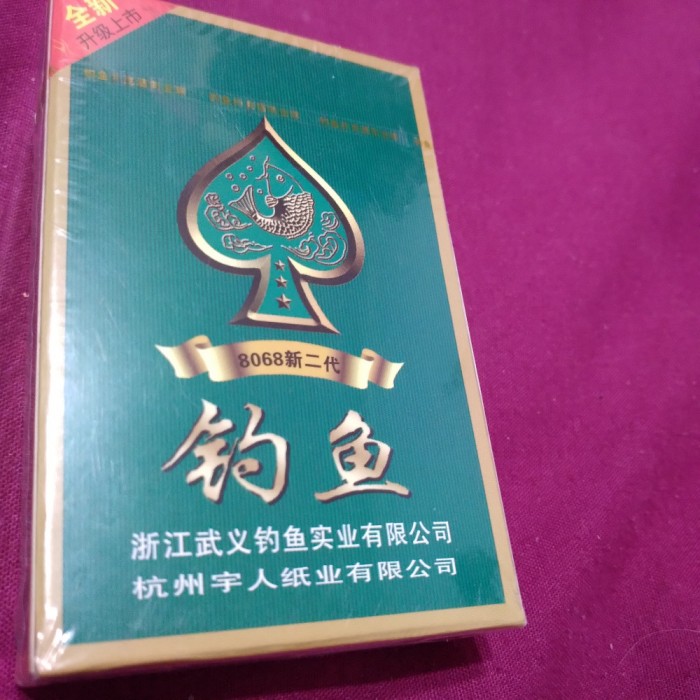 全新
升级上市
8068新二代
钓鱼
浙江武义钓鱼实业有限公司
杭州宇人纸业有限公司